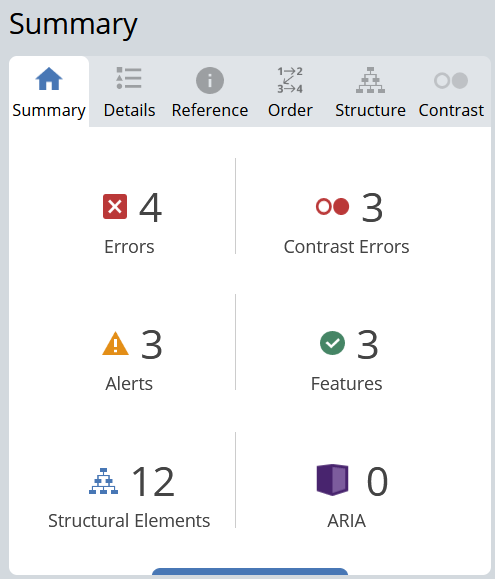 Summary
Summary Details Reference Order Structure Contrast
4 3
Errors Contrast Errors
3 3
Alerts Features
12 0
Structural Elements ARIA